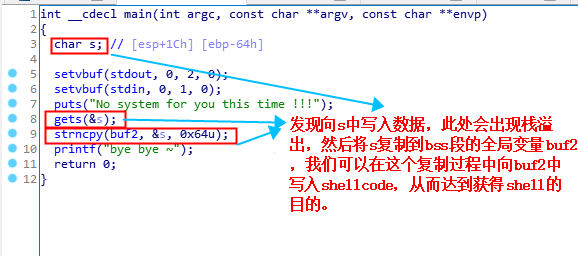 int __cdecl main(int argc, const char **argv, const char **envp)
2 {
3 char s; // [esp+1Ch] [ebp-64h]
4
5 setvbuf(stdout, 0, 2, 0);
6 setvbuf(stdin, 0, 1, 0);
7 puts("No system for you this time !!!");
8 gets(&s);
9 strncpy(buf2, &s, 0x64u);
10 printf("bye bye ~");
11 return 0;
12 }
发现向s中写入数据，此处会出现栈溢
出，然后将s复制到bss段的全局变量buf2
，我们可以在这个复制过程中向buf2中
写入shellcode，从而达到获得shell的
目的。